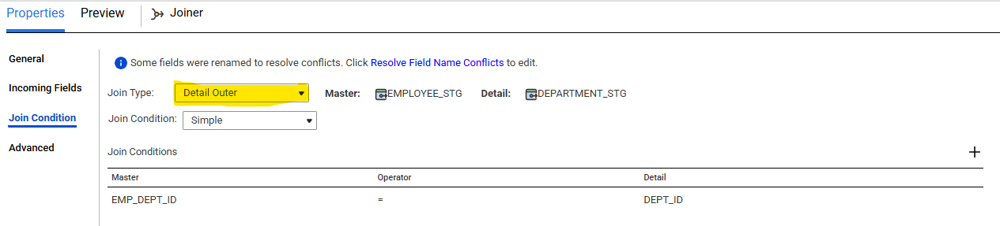 Properties Preview Joiner
General
Some fields were renamed to resolve conflicts. Click Resolve Field Name Conflicts to edit.
Incoming Fields
Join Type: Detail Outer Master: EMPLOYEE_STG Detail: DEPARTMENT_STG
Join Condition
Join Condition: Simple
Advanced
Join Conditions
Master Operator Detail
EMP_DEPT_ID = DEPT_ID